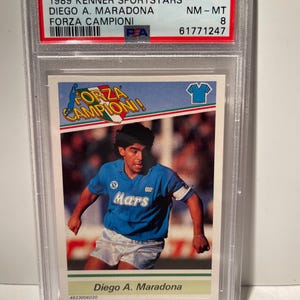 1989 KENNER SPORTSTARS
DIEGO A. MARADONA NM – MT
FORZA CAMPIONI 8
PSA 61771247
FORZA
CAMPIONI!
Mars
Diego A. Maradona